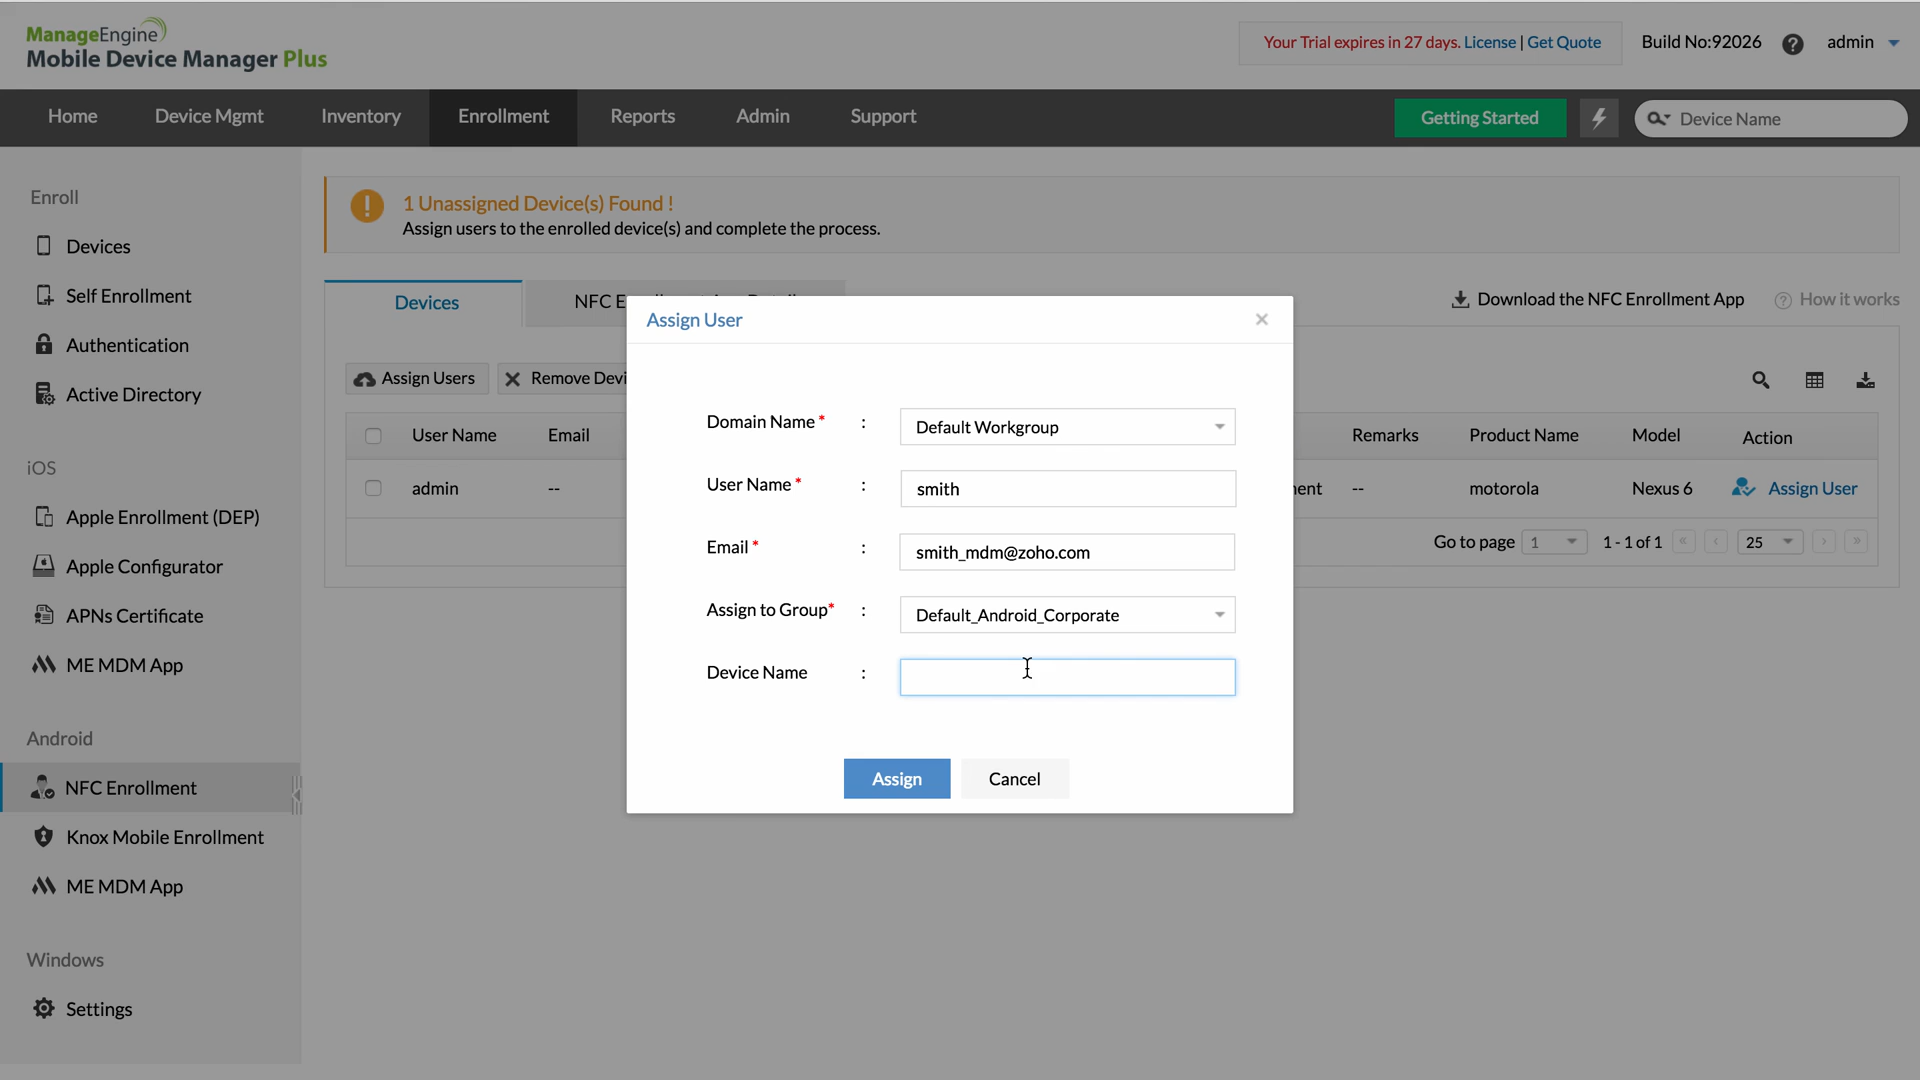 ManageEngine
Mobile Device Manager Plus
Your Trial expires in 27 days. License | Get Quote
Build No:92026
admin
Home
Device Mgmt
Inventory
Enrollment
Reports
Admin
Support
Getting Started
Device Name
Enroll
Devices
Self Enrollment
Authentication
Active Directory
iOS
Apple Enrollment (DEP)
Apple Configurator
APNs Certificate
ME MDM App
Android
NFC Enrollment
Knox Mobile Enrollment
ME MDM App
Windows
Settings
1 Unassigned Device(s) Found !
Assign users to the enrolled device(s) and complete the process.
Devices
NFC E
Download the NFC Enrollment App
How it works
Assign Users
Remove Devi
User Name
Email
Remarks
Product Name
Model
Action
admin
--
ent
--
motorola
Nexus 6
Assign User
Go to page 1
1 - 1 of 1
25
Assign User
Domain Name* : Default Workgroup
User Name* : smith
Email* : smith_mdm@zoho.com
Assign to Group* : Default_Android_Corporate
Device Name :
Assign
Cancel